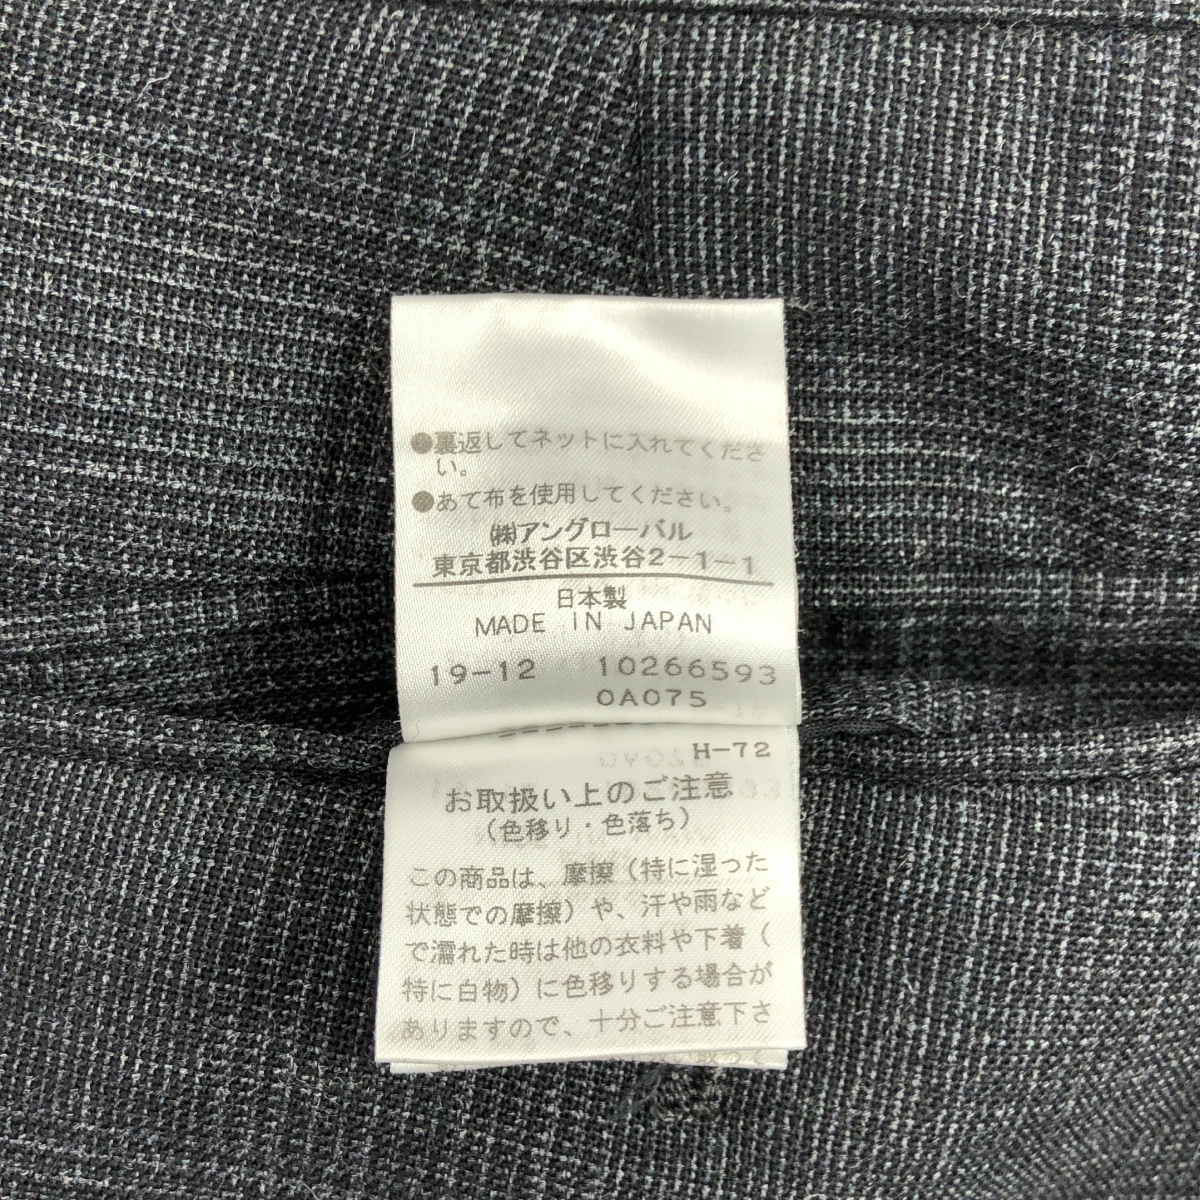 ●裏返してネットに入れてくださ
い。
●あて布を使用してください。
㈱アングローバル
東京都渋谷区渋谷2-1-1
日本製
MADE IN JAPAN
19-12 10266593
0A075
H-72
お取扱い上のご注意
(色移り・色落ち)
この商品は、摩擦(特に湿った
状態での摩擦)や、汗や雨など
で濡れた時は他の衣料や下着(
特に白物)に色移りする場合が
ありますので、十分ご注意下さ